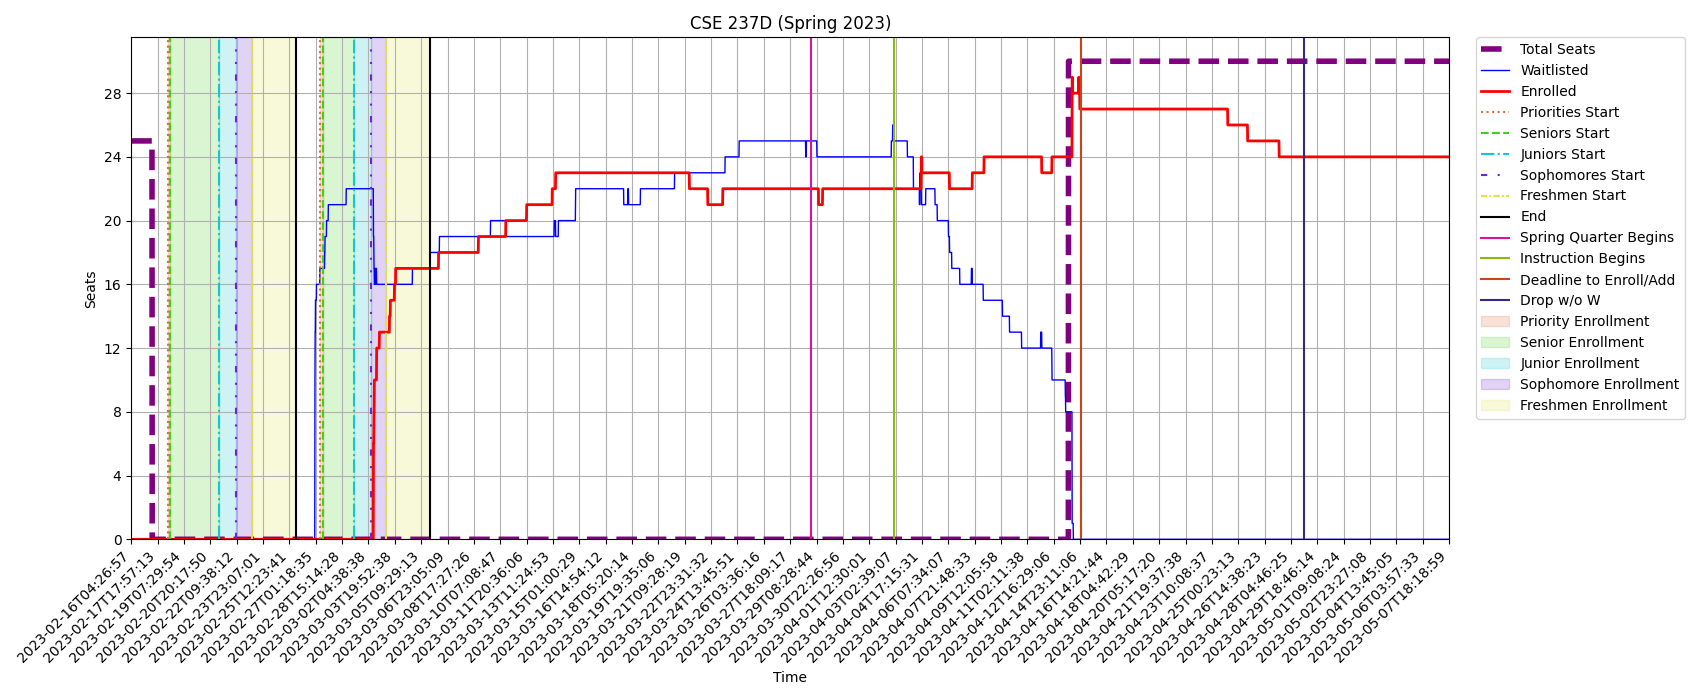 CSE 237D (Spring 2023)
Seats
28
24
20
16
12
8
4
0
2023-02-16T04:26:57
2023-02-17T17:57:13
2023-02-19T07:29:54
2023-02-20T20:17:50
2023-02-22T09:38:12
2023-02-23T23:07:01
2023-02-25T12:23:41
2023-02-27T01:18:35
2023-02-28T15:14:28
2023-03-02T04:38:38
2023-03-03T19:52:38
2023-03-05T09:29:13
2023-03-06T23:05:09
2023-03-08T17:27:26
2023-03-10T07:08:47
2023-03-11T20:36:06
2023-03-13T11:24:53
2023-03-15T01:00:29
2023-03-16T14:54:12
2023-03-18T05:20:14
2023-03-19T19:35:06
2023-03-21T09:28:19
2023-03-22T23:31:32
2023-03-24T13:45:51
2023-03-26T03:36:16
2023-03-27T18:09:17
2023-03-29T08:28:44
2023-03-30T22:26:56
2023-04-01T12:30:01
2023-04-03T02:39:07
2023-04-04T17:15:31
2023-04-06T07:34:07
2023-04-07T21:48:33
2023-04-09T12:05:58
2023-04-11T02:11:38
2023-04-12T16:29:06
2023-04-14T23:11:06
2023-04-16T14:21:44
2023-04-18T04:42:29
2023-04-20T05:17:20
2023-04-21T19:37:38
2023-04-23T10:08:37
2023-04-25T00:23:13
2023-04-26T14:38:23
2023-04-28T04:46:25
2023-04-29T18:46:14
2023-05-01T09:08:24
2023-05-02T23:27:08
2023-05-04T13:45:05
2023-05-06T03:57:33
2023-05-07T18:18:59
Time
Total Seats
Waitlisted
Enrolled
Priorities Start
Seniors Start
Juniors Start
Sophomores Start
Freshmen Start
End
Spring Quarter Begins
Instruction Begins
Deadline to Enroll/Add
Drop w/o W
Priority Enrollment
Senior Enrollment
Junior Enrollment
Sophomore Enrollment
Freshmen Enrollment